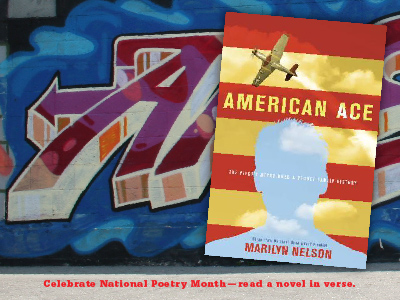 AMERICAN ACE
MARILYN NELSON
Celebrate National Poetry Month—read a novel in verse.